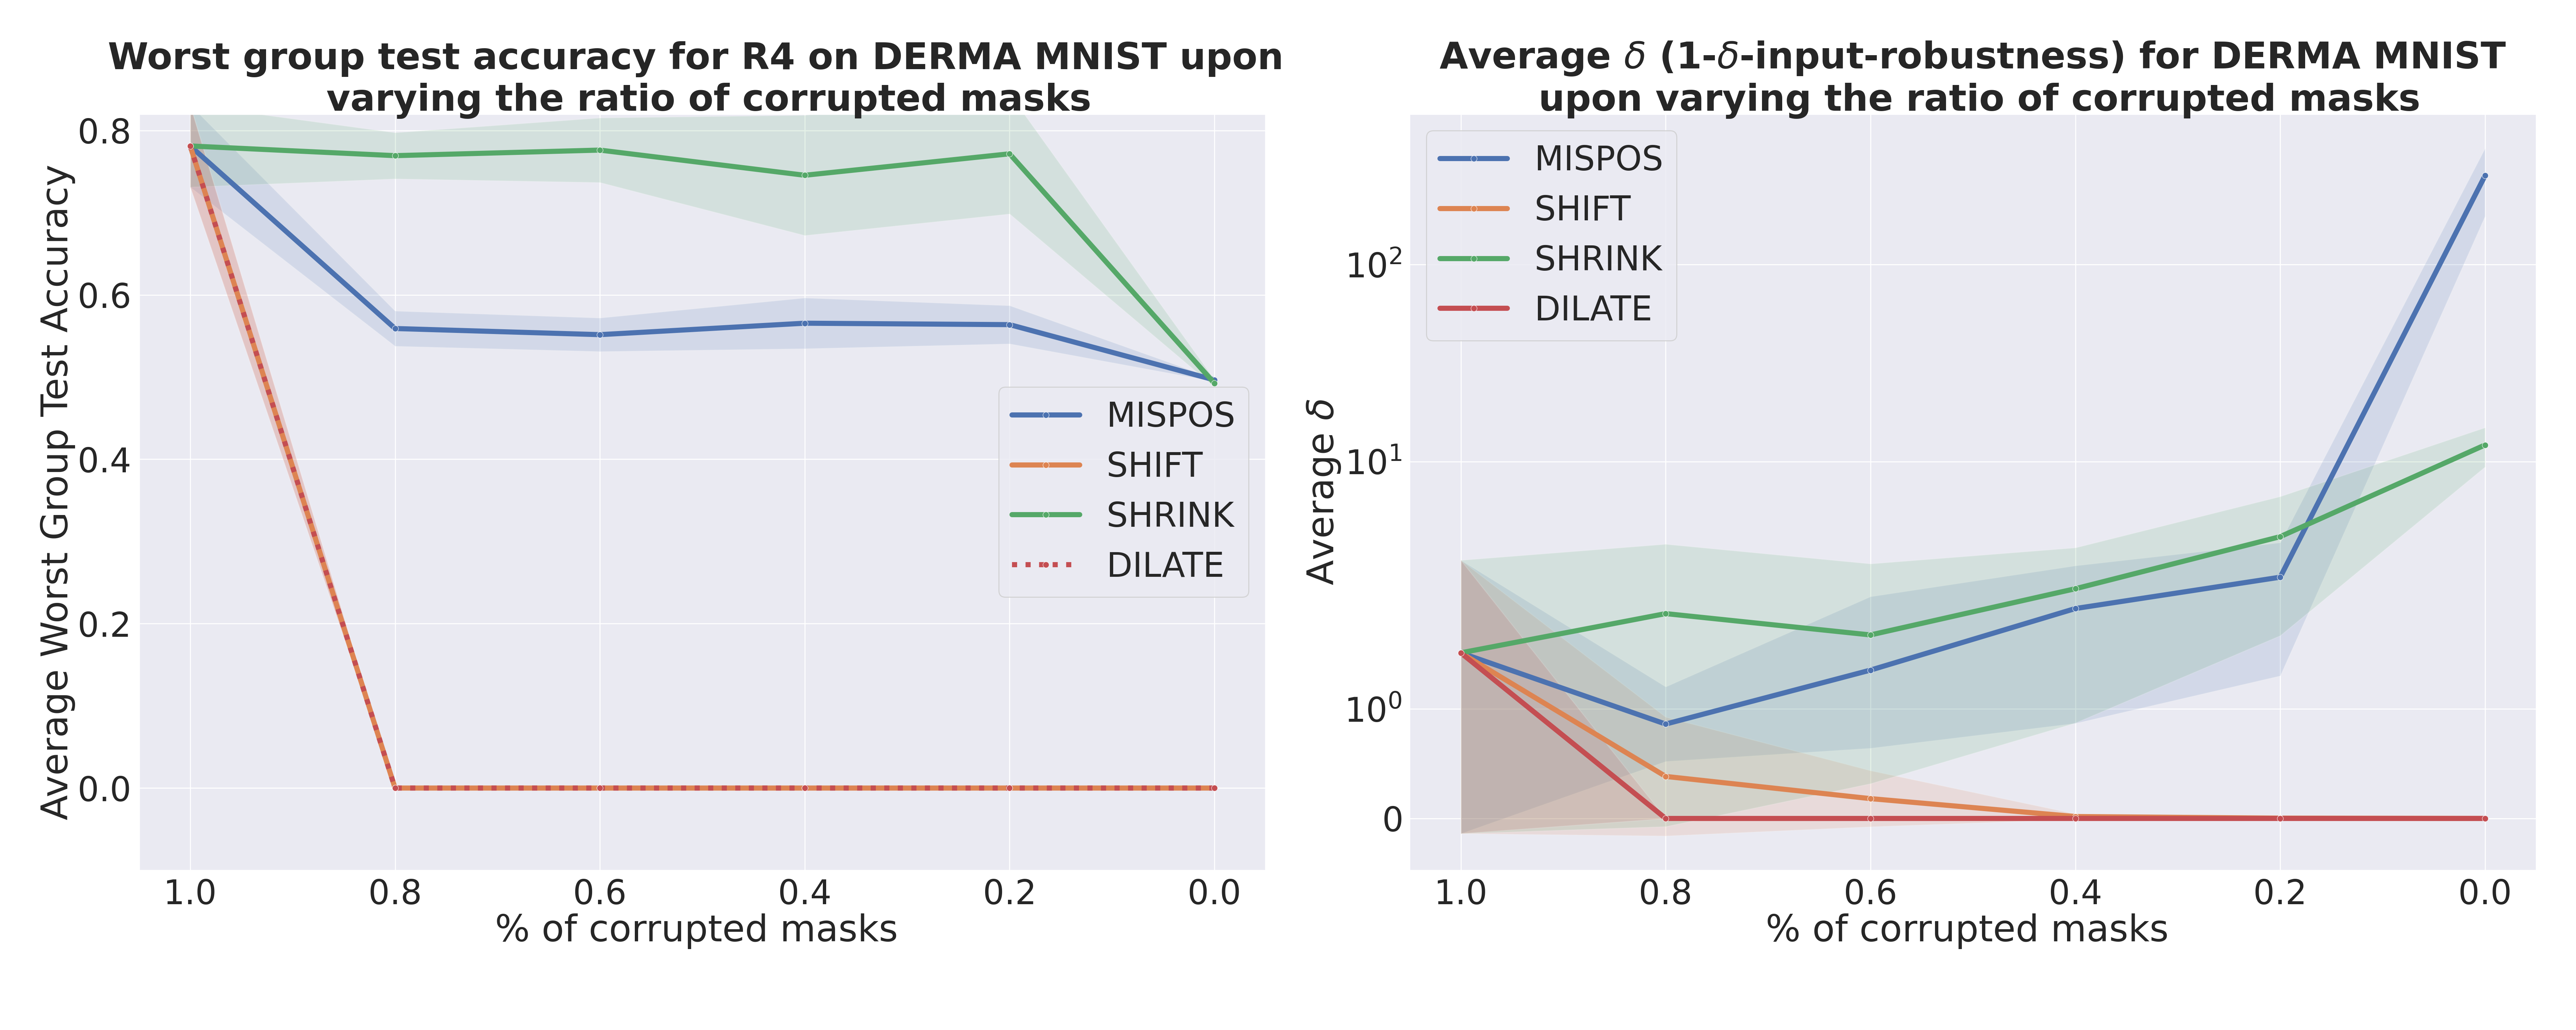 Worst group test accuracy for R4 on DERMA MNIST upon
varying the ratio of corrupted masks
Average Worst Group Test Accuracy
0.8
0.6
0.4
0.2
0.0
MISPOS
SHIFT
SHRINK
DILATE
1.0 0.8 0.6 0.4 0.2 0.0
% of corrupted masks
Average δ (1-δ-input-robustness) for DERMA MNIST
upon varying the ratio of corrupted masks
Average δ
10²
10¹
10⁰
0
MISPOS
SHIFT
SHRINK
DILATE
1.0 0.8 0.6 0.4 0.2 0.0
% of corrupted masks